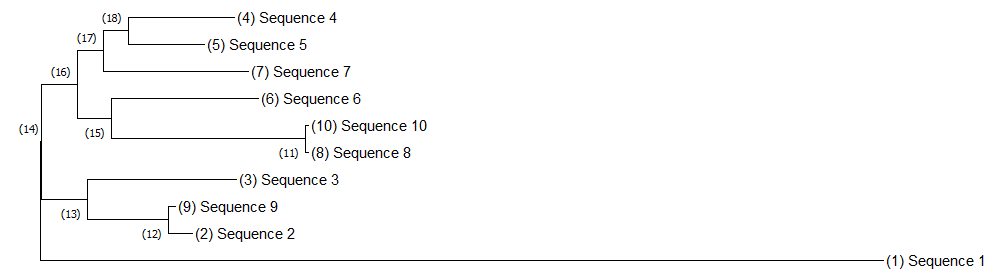 (18)
(4) Sequence 4
(17)
(5) Sequence 5
(16)
(7) Sequence 7
(6) Sequence 6
(14)
(15)
(10) Sequence 10
(11)
(8) Sequence 8
(3) Sequence 3
(13)
(9) Sequence 9
(12)
(2) Sequence 2
(1) Sequence 1